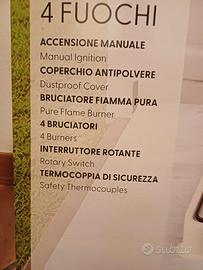 4 FUOCHI
ACCENSIONE MANUALE
Manual Ignition
COPERCHIO ANTIPOLVERE
Dustproof Cover
BRUCIATORE FIAMMA PURA
Pure Flame Burner
4 BRUCIATORI
4 Burners
INTERRUTTORE ROTANTE
Rotary Switch
TERMOCOPPIA DI SICUREZZA
Safety Thermocouples
subito